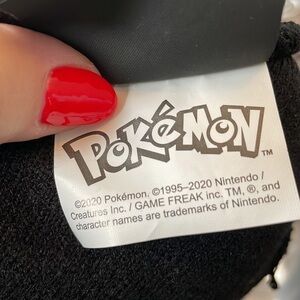 POKéMON™
©2020 Pokémon. ©1995–2020 Nintendo /
Creatures Inc. / GAME FREAK inc. TM, ®, and
character names are trademarks of Nintendo.